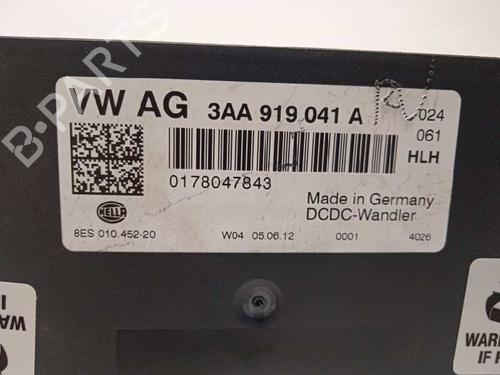 B-PARTS
VW AG 3AA 919 041 A 024
061
HLH
0178047843
Made in Germany
DCDC-Wandler
HELLA
8ES 010.452-20 W04 05.06.12 0001 4026
IF